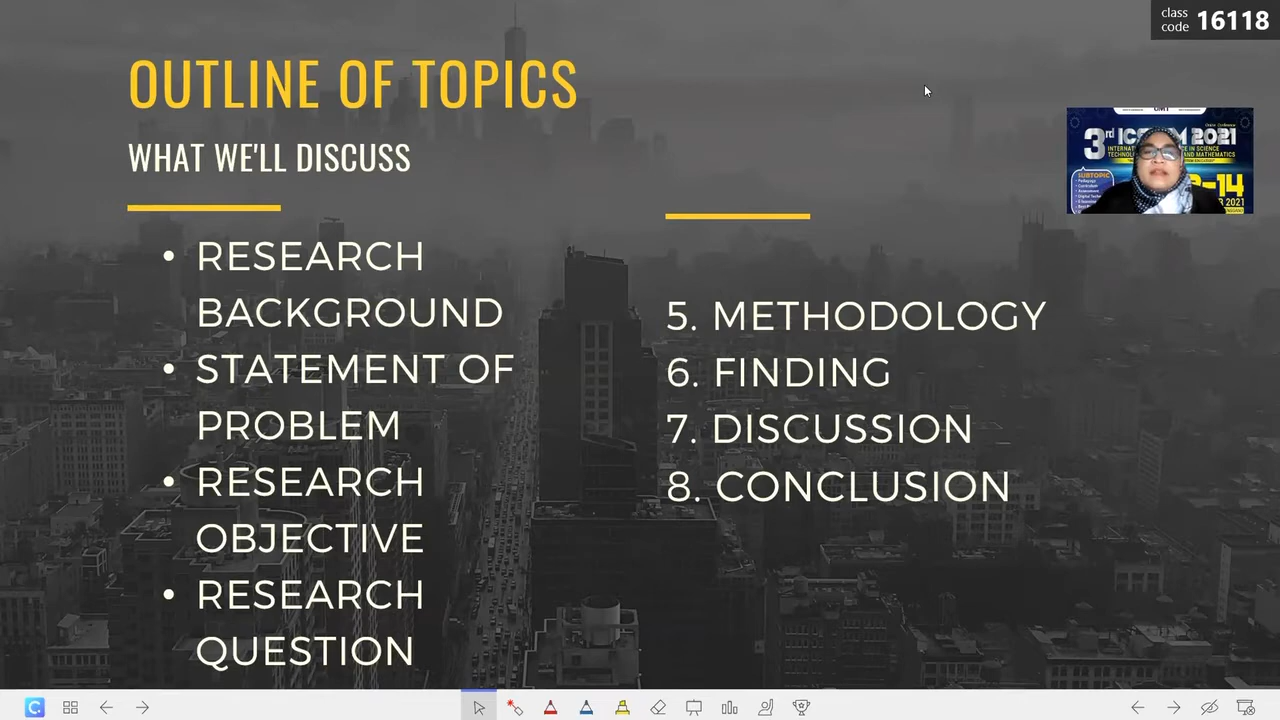 class
code 16118
OUTLINE OF TOPICS
WHAT WE'LL DISCUSS
• RESEARCH
BACKGROUND
• STATEMENT OF
PROBLEM
• RESEARCH
OBJECTIVE
• RESEARCH
QUESTION
5. METHODOLOGY
6. FINDING
7. DISCUSSION
8. CONCLUSION
3rd
2021
SUBTOPIC